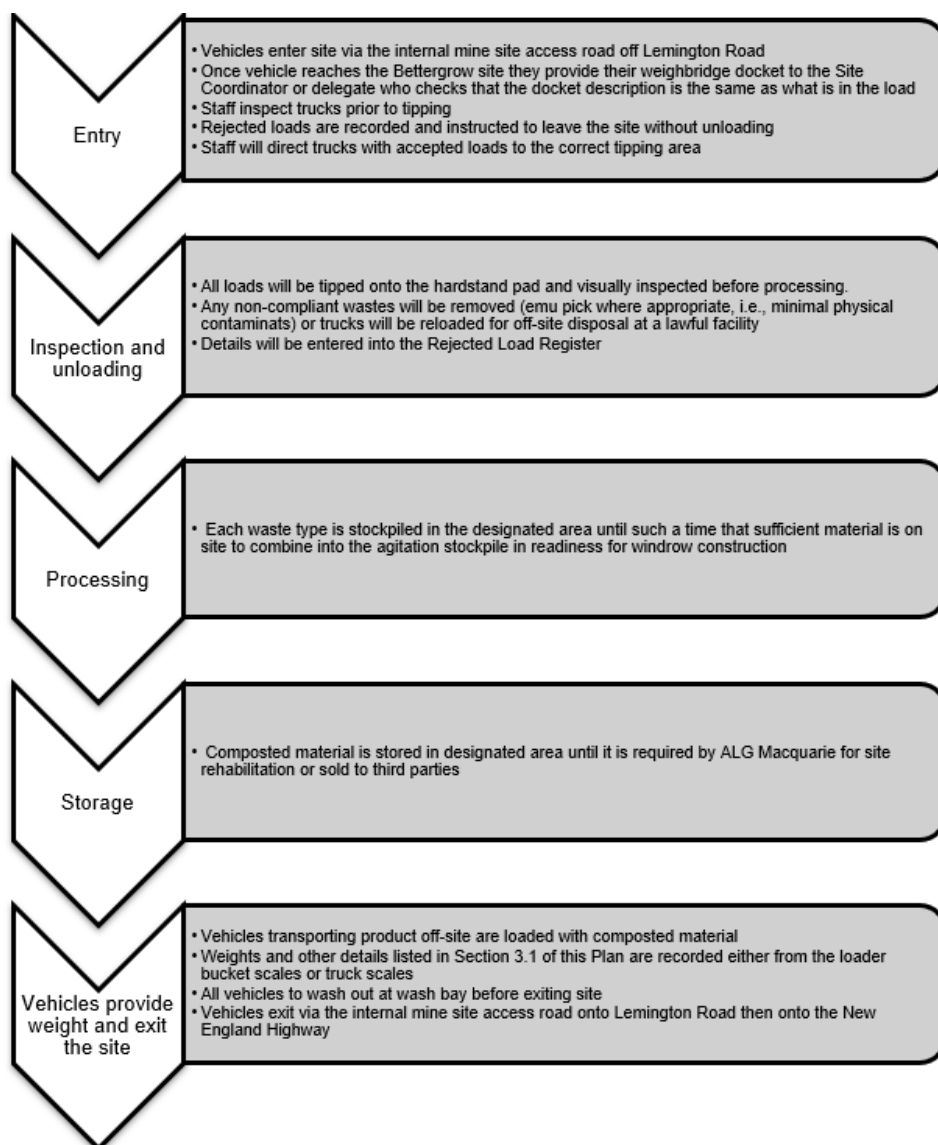 Entry
• Vehicles enter site via the internal mine site access road off Lemington Road
• Once vehicle reaches the Bettergrow site they provide their weighbridge docket to the Site
Coordinator or delegate who checks that the docket description is the same as what is in the load
• Staff inspect trucks prior to tipping
• Rejected loads are recorded and instructed to leave the site without unloading
• Staff will direct trucks with accepted loads to the correct tipping area
Inspection and
unloading
• All loads will be tipped onto the hardstand pad and visually inspected before processing.
• Any non-compliant wastes will be removed (emu pick where appropriate, i.e., minimal physical
contaminats) or trucks will be reloaded for off-site disposal at a lawful facility
• Details will be entered into the Rejected Load Register
Processing
• Each waste type is stockpiled in the designated area until such a time that sufficient material is on
site to combine into the agitation stockpile in readiness for windrow construction
Storage
• Composted material is stored in designated area until it is required by ALG Macquarie for site
rehabilitation or sold to third parties
Vehicles provide
weight and exit
the site
• Vehicles transporting product off-site are loaded with composted material
• Weights and other details listed in Section 3.1 of this Plan are recorded either from the loader
bucket scales or truck scales
• All vehicles to wash out at wash bay before exiting site
• Vehicles exit via the internal mine site access road onto Lemington Road then onto the New
England Highway